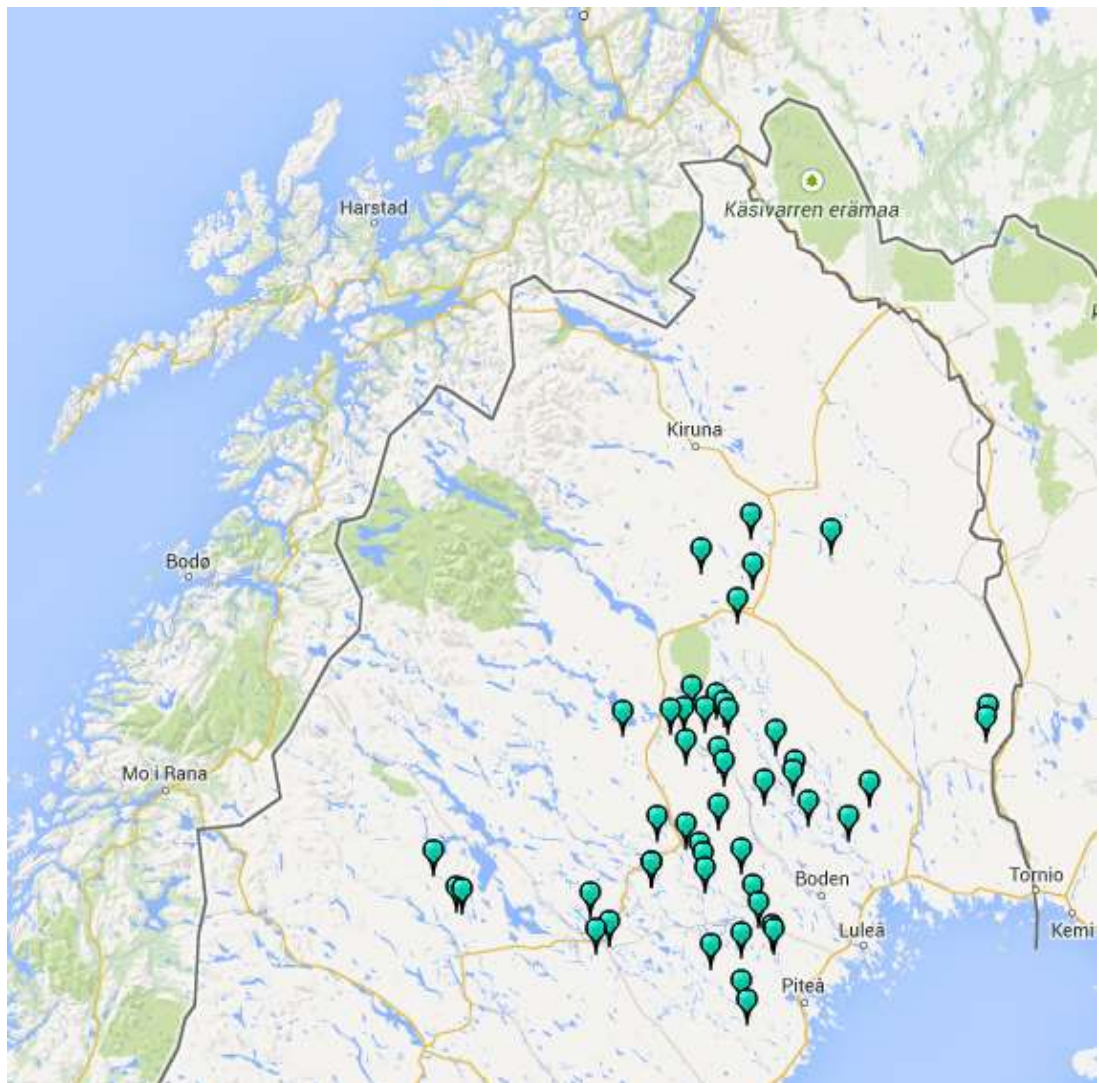 Harstad
Käsivarren erämaa
Kiruna
Bodø
Mo i Rana
Boden
Tornio
Luleå
Kemi
Piteå